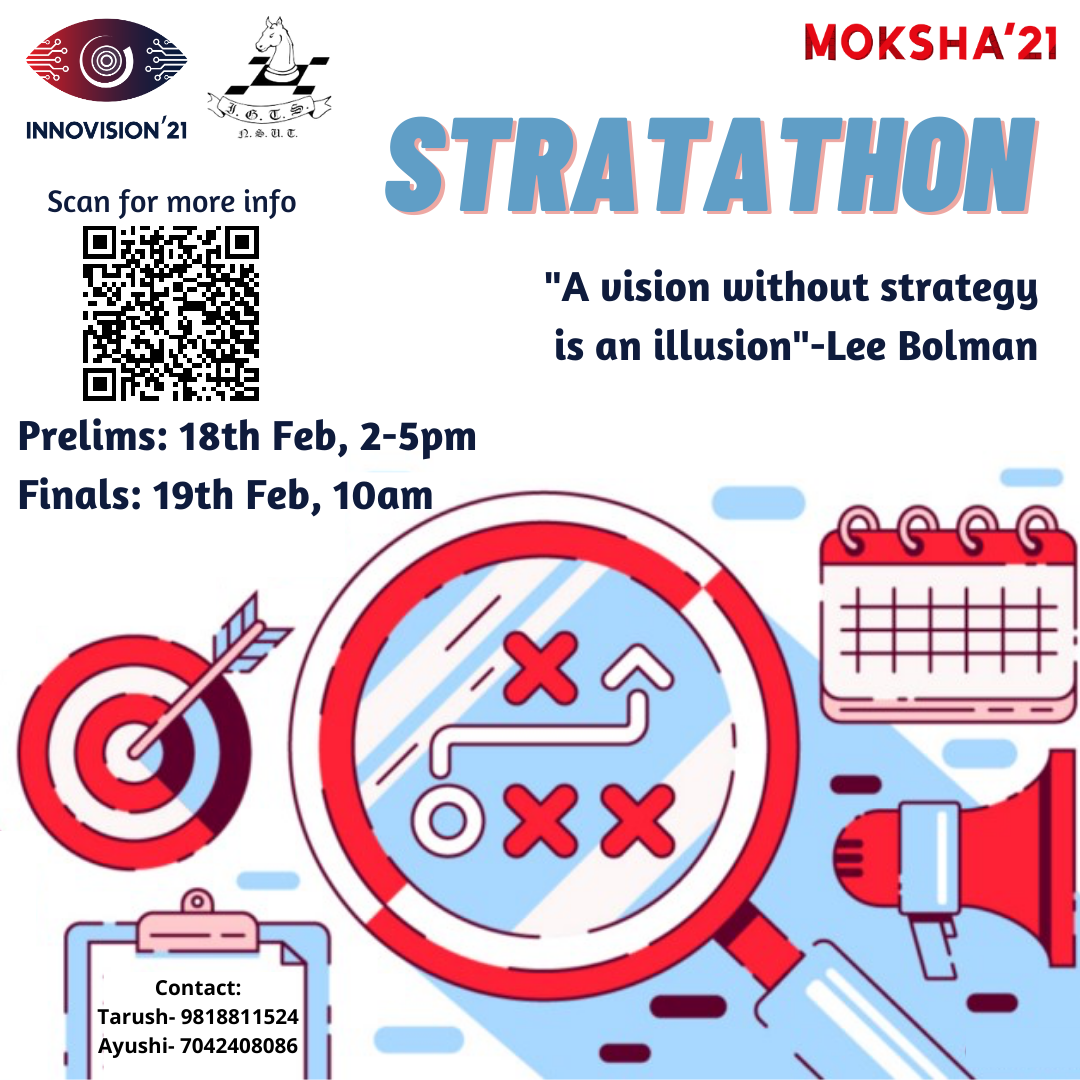 INNOVISION'21
I.G.T.S.
N.S.U.T.
MOKSHA'21
STRATATHON
Scan for more info
"A vision without strategy
is an illusion"-Lee Bolman
Prelims: 18th Feb, 2-5pm
Finals: 19th Feb, 10am
Contact:
Tarush- 9818811524
Ayushi- 7042408086